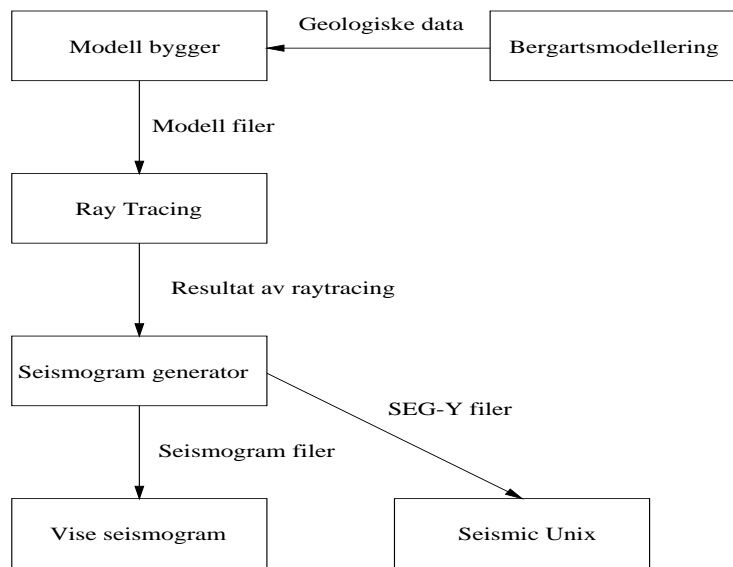 Geologiske data
Modell bygger
Bergartsmodellering
Modell filer
Ray Tracing
Resultat av raytracing
Seismogram generator
SEG-Y filer
Seismogram filer
Vise seismogram
Seismic Unix